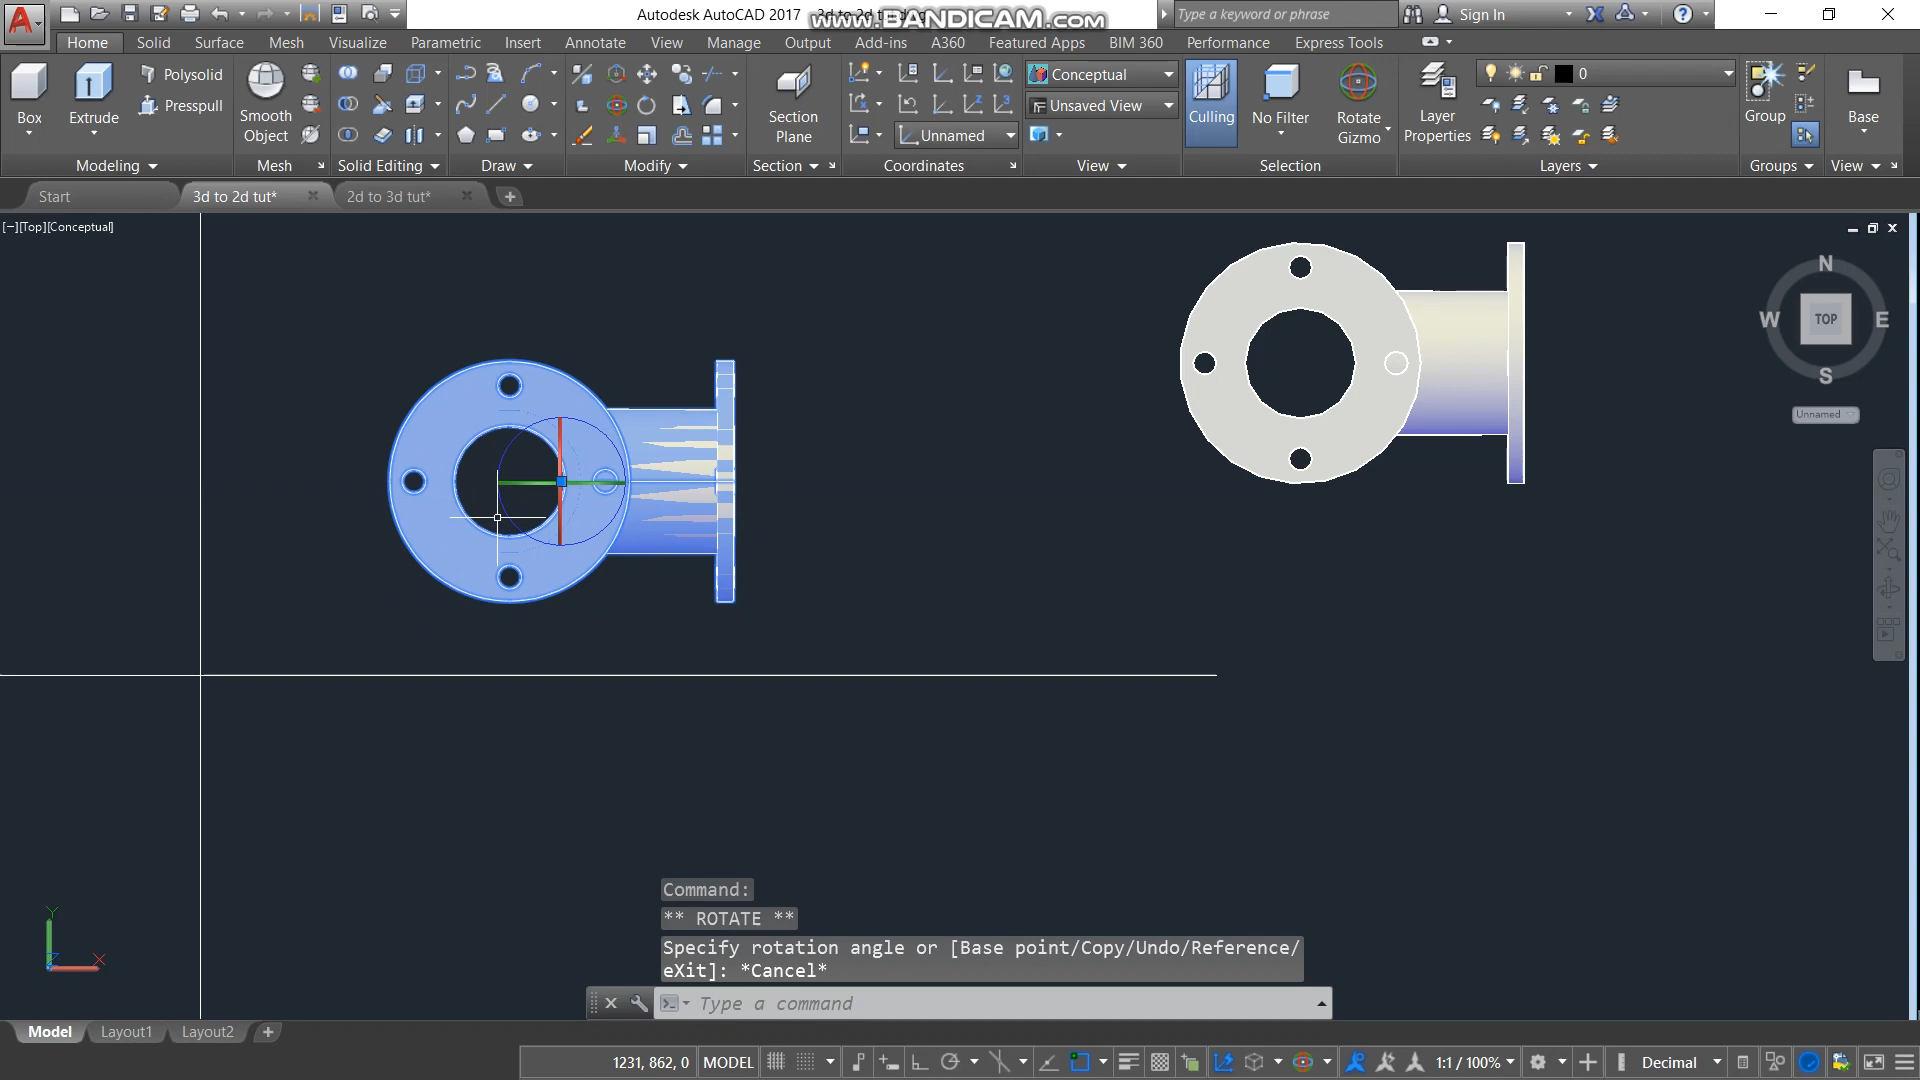 Autodesk AutoCAD 2017
www.BANDICAM.com
Type a keyword or phrase
Sign In
Home Solid Surface Mesh Visualize Parametric Insert Annotate View Manage Output Add-ins A360 Featured Apps BIM 360 Performance Express Tools
Box
Extrude
Polysolid
Presspull
Smooth
Object
Section
Plane
Conceptual
Unsaved View
Unnamed
Culling
No Filter
Rotate
Gizmo
Layer
Properties
0
Group
Base
Modeling Mesh Solid Editing Draw Modify Section Coordinates View Selection Layers Groups View
Start 3d to 2d tut* 2d to 3d tut*
[−][Top][Conceptual]
N
W TOP E
S
Unnamed
Y
X
Command:
** ROTATE **
Specify rotation angle or [Base point/Copy/Undo/Reference/
eXit]: *Cancel*
Type a command
Model Layout1 Layout2
1231, 862, 0 MODEL 1:1 / 100% Decimal